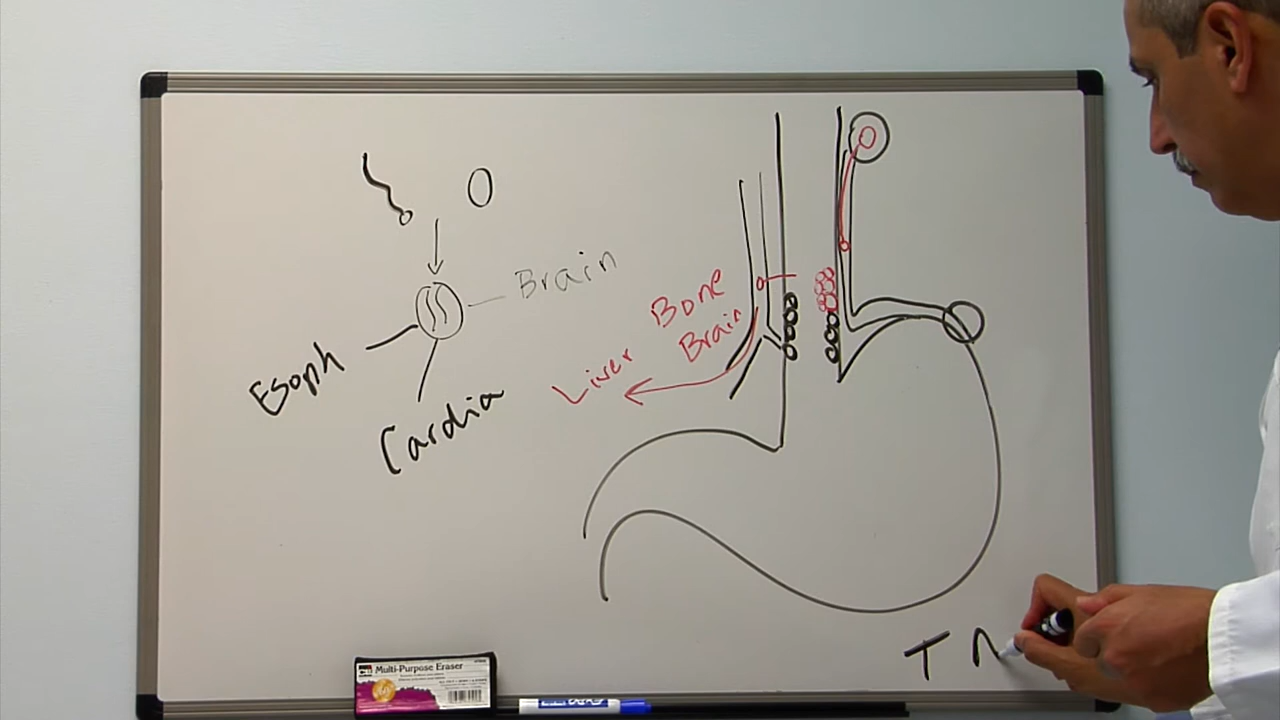 Brain
Esoph
Cardia
Bone
Brain
Liver
T N
Multi-Purpose Eraser